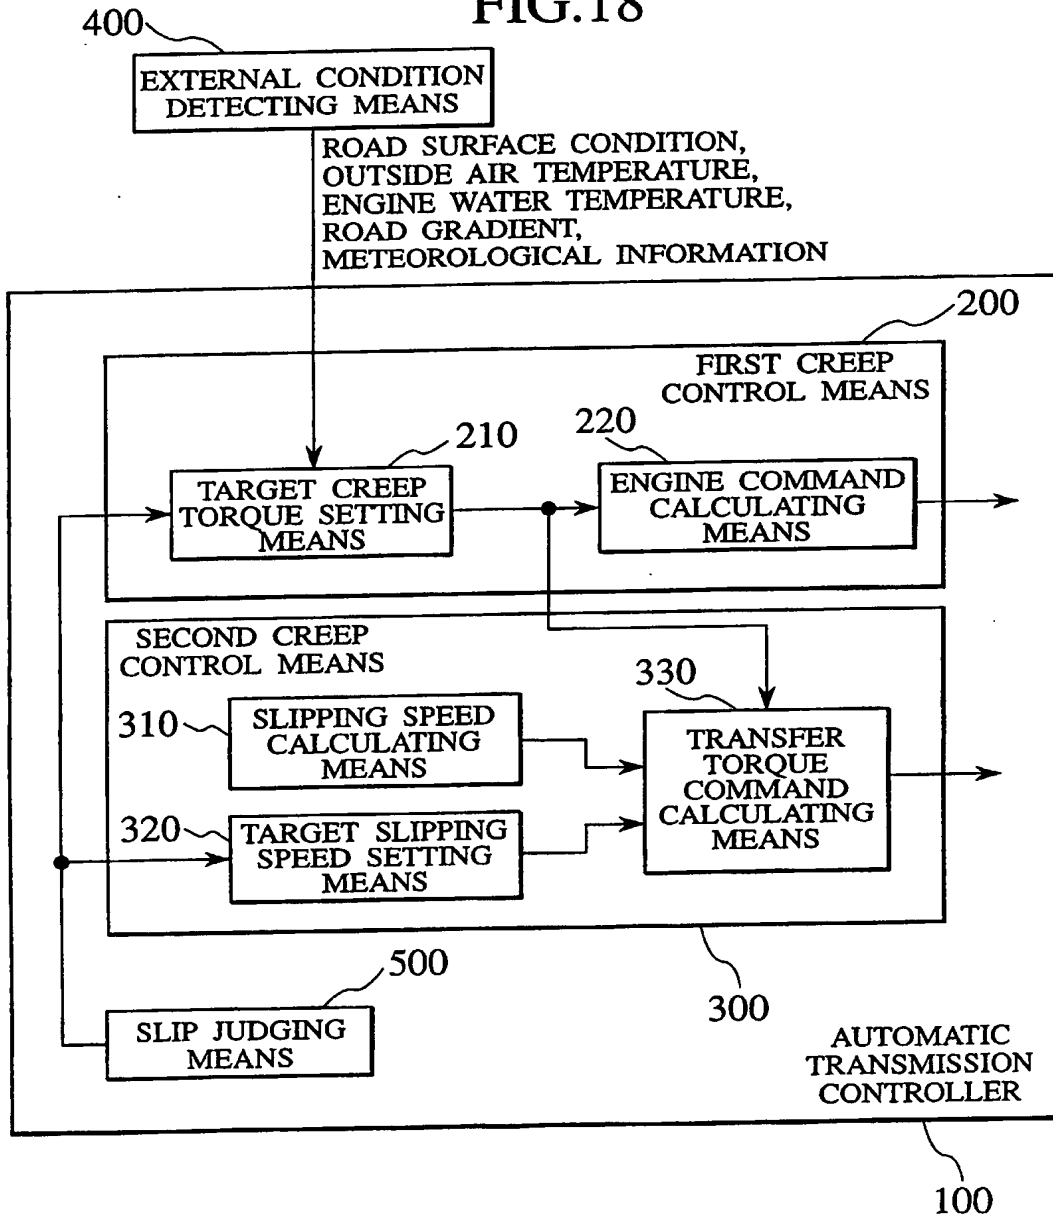 FIG.18
400
EXTERNAL CONDITION
DETECTING MEANS
ROAD SURFACE CONDITION,
OUTSIDE AIR TEMPERATURE,
ENGINE WATER TEMPERATURE,
ROAD GRADIENT,
METEOROLOGICAL INFORMATION
200
FIRST CREEP
CONTROL MEANS
210
220
TARGET CREEP
TORQUE SETTING
MEANS
ENGINE COMMAND
CALCULATING
MEANS
SECOND CREEP
CONTROL MEANS
330
310
SLIPPING SPEED
CALCULATING
MEANS
TRANSFER
TORQUE
COMMAND
CALCULATING
MEANS
320
TARGET SLIPPING
SPEED SETTING
MEANS
500
300
SLIP JUDGING
MEANS
AUTOMATIC
TRANSMISSION
CONTROLLER
100